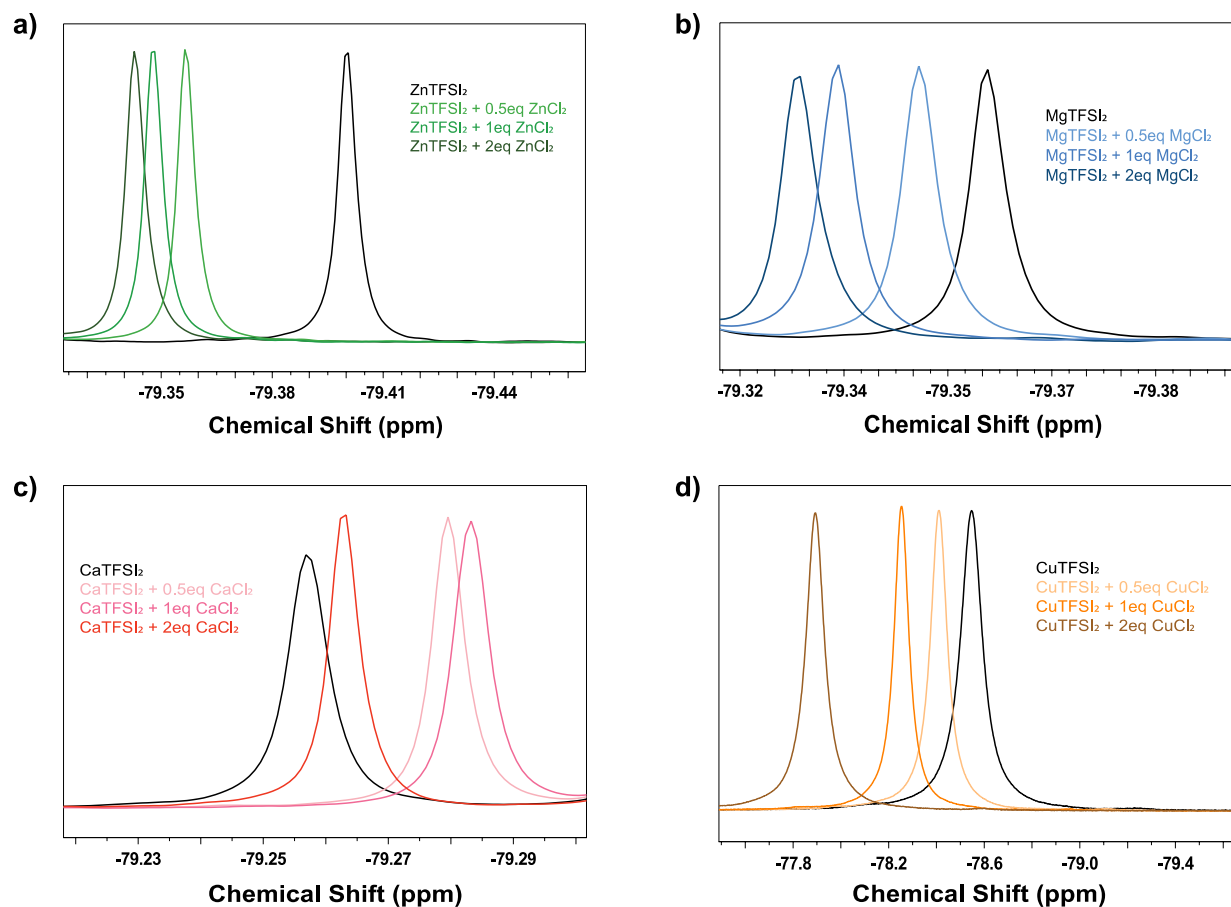 a)
ZnTFSI₂
ZnTFSI₂ + 0.5eq ZnCl₂
ZnTFSI₂ + 1eq ZnCl₂
ZnTFSI₂ + 2eq ZnCl₂
-79.35 -79.38 -79.41 -79.44
Chemical Shift (ppm)
b)
MgTFSI₂
MgTFSI₂ + 0.5eq MgCl₂
MgTFSI₂ + 1eq MgCl₂
MgTFSI₂ + 2eq MgCl₂
-79.32 -79.34 -79.35 -79.37 -79.38
Chemical Shift (ppm)
c)
CaTFSI₂
CaTFSI₂ + 0.5eq CaCl₂
CaTFSI₂ + 1eq CaCl₂
CaTFSI₂ + 2eq CaCl₂
-79.23 -79.25 -79.27 -79.29
Chemical Shift (ppm)
d)
CuTFSI₂
CuTFSI₂ + 0.5eq CuCl₂
CuTFSI₂ + 1eq CuCl₂
CuTFSI₂ + 2eq CuCl₂
-77.8 -78.2 -78.6 -79.0 -79.4
Chemical Shift (ppm)